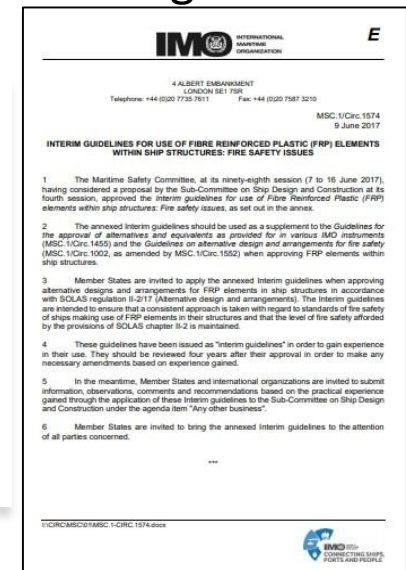 IMO
INTERNATIONAL
MARITIME
ORGANIZATION
E
4 ALBERT EMBANKMENT
LONDON SE1 7SR
Telephone: +44 (0)20 7735 7611 Fax: +44 (0)20 7587 3210
MSC.1/Circ.1574
9 June 2017
INTERIM GUIDELINES FOR USE OF FIBRE REINFORCED PLASTIC (FRP) ELEMENTS
WITHIN SHIP STRUCTURES: FIRE SAFETY ISSUES
1 The Maritime Safety Committee, at its ninety-eighth session (7 to 16 June 2017),
having considered a proposal by the Sub-Committee on Ship Design and Construction at its
fourth session, approved the Interim guidelines for use of Fibre Reinforced Plastic (FRP)
elements within ship structures: Fire safety issues, as set out in the annex.
2 The annexed Interim guidelines should be used as a supplement to the Guidelines for
the approval of alternatives and equivalents as provided for in various IMO instruments
(MSC.1/Circ.1455) and the Guidelines on alternative design and arrangements for fire safety
(MSC.1/Circ.1002, as amended by MSC.1/Circ.1552) when approving FRP elements within
ship structures.
3 Member States are invited to apply the annexed Interim guidelines when approving
alternative designs and arrangements for FRP elements in ship structures in accordance
with SOLAS regulation II-2/17 (Alternative design and arrangements). The Interim guidelines
are intended to ensure that a consistent approach is taken with regard to standards of fire safety
of ships making use of FRP elements in their structures and that the level of fire safety afforded
by the provisions of SOLAS chapter II-2 is maintained.
4 These guidelines have been issued as "interim guidelines" in order to gain experience
in their use. They should be reviewed four years after their approval in order to make any
necessary amendments based on experience gained.
5 In the meantime, Member States and international organizations are invited to submit
information, observations, comments and recommendations based on the practical experience
gained through the application of these Interim guidelines to the Sub-Committee on Ship Design
and Construction under the agenda item "Any other business".
6 Member States are invited to bring the annexed Interim guidelines to the attention
of all parties concerned.
***
I:\CIRC\MSC\01\MSC.1-CIRC.1574.docx
IMO
CONNECTING SHIPS,
PORTS AND PEOPLE